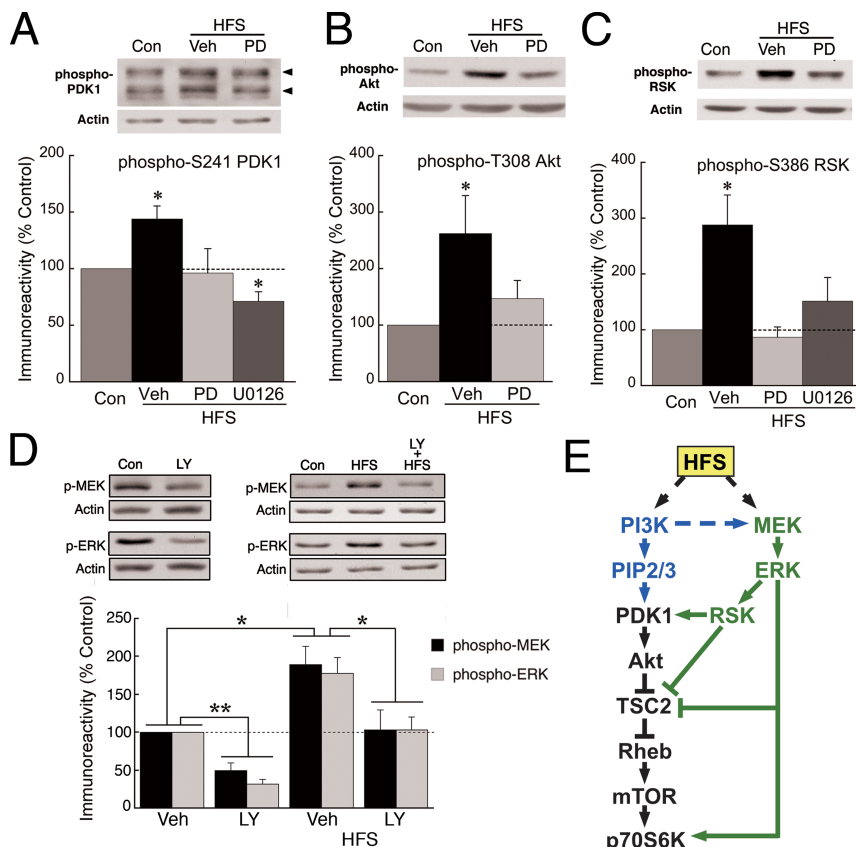 A
HFS
Con Veh PD
phospho-
PDK1
Actin
phospho-S241 PDK1
Immunoreactivity (% Control)
200
150
100
50
0
*
*
Con Veh PD U0126
HFS
B
HFS
Con Veh PD
phospho-
Akt
Actin
phospho-T308 Akt
Immunoreactivity (% Control)
400
300
200
100
0
*
Con Veh PD
HFS
C
HFS
Con Veh PD
phospho-
RSK
Actin
phospho-S386 RSK
Immunoreactivity (% Control)
400
300
200
100
0
*
Con Veh PD U0126
HFS
D
Con LY
p-MEK
Actin
p-ERK
Actin
LY
+
Con HFS HFS
p-MEK
Actin
p-ERK
Actin
Immunoreactivity (% Control)
250
200
150
100
50
0
*
*
**
phospho-MEK
phospho-ERK
Veh LY Veh LY
HFS
E
HFS
PI3K MEK
PIP2/3 ERK
PDK1 RSK
Akt
TSC2
Rheb
mTOR
p70S6K